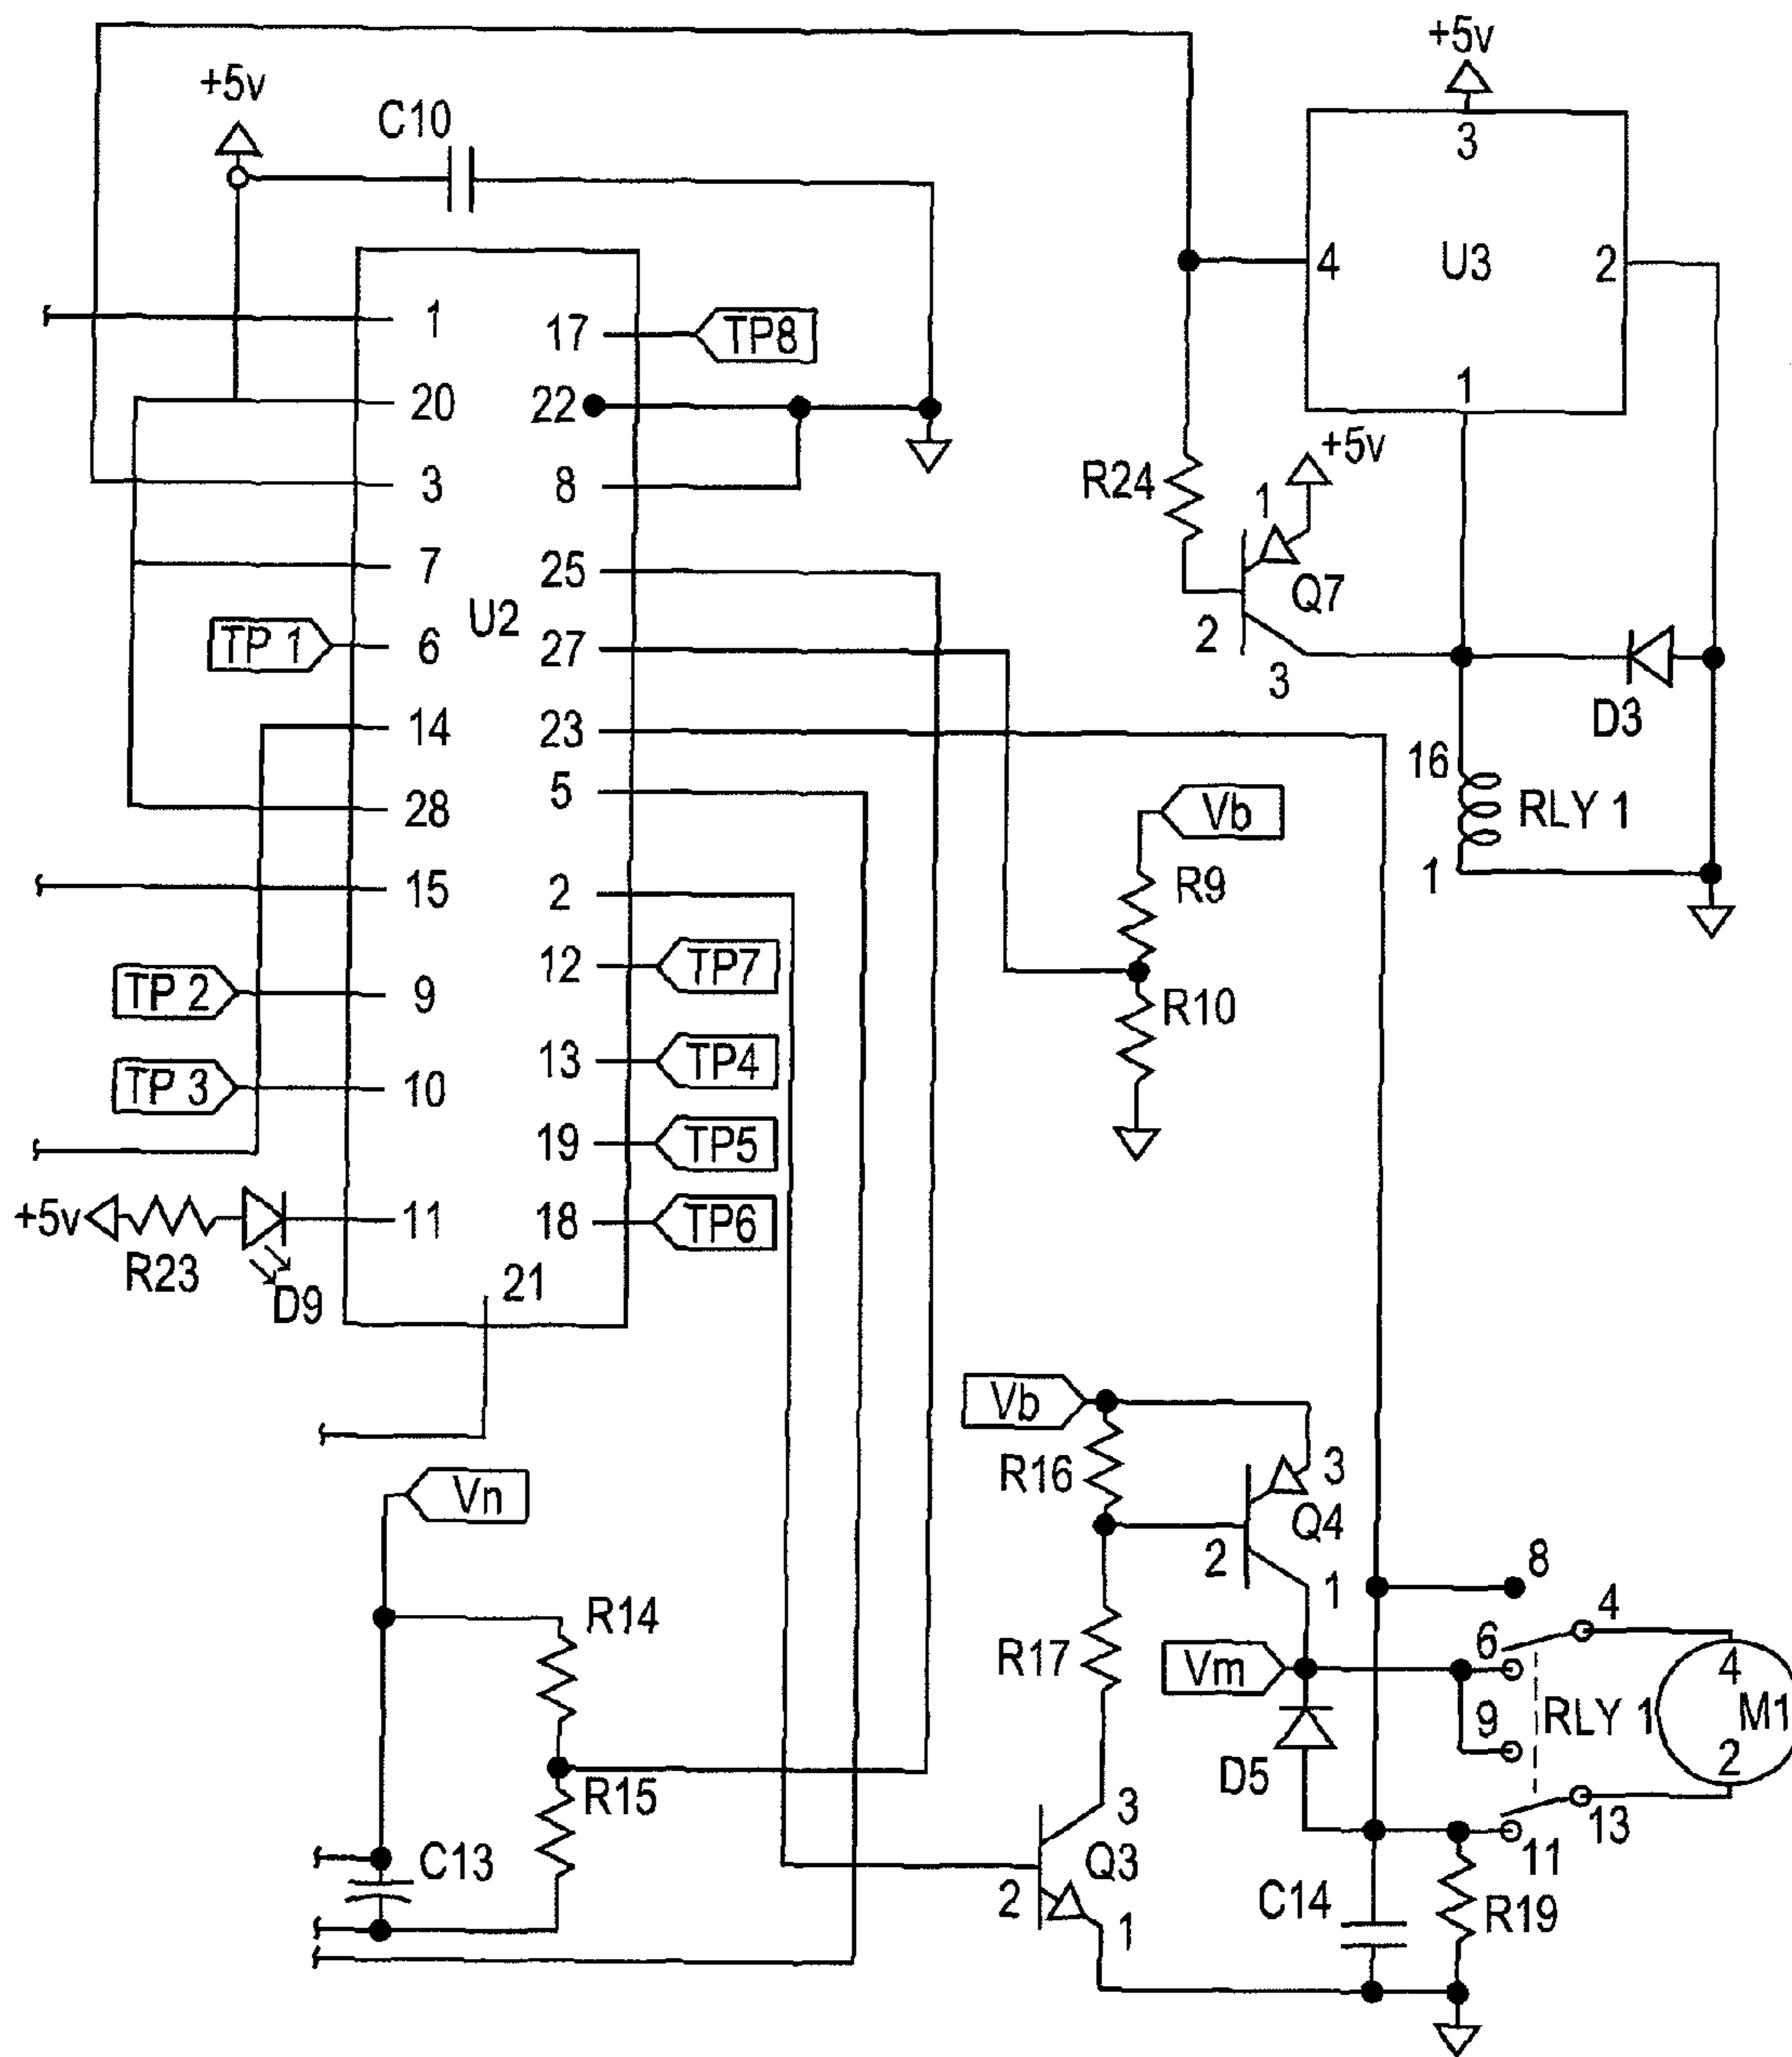 +5v
+5v
C10
3
4
U3
2
1
1
17
TP8
20
22
+5v
R24
1
3
8
7
25
Q7
U2
2
TP 1
6
27
3
D3
14
23
16
5
Vb
RLY 1
28
1
15
2
R9
12
TP7
TP 2
9
R10
13
TP4
TP 3
10
19
TP5
+5v
11
18
TP6
R23
D9
21
Vb
R16
3
Vn
Q4
2
8
1
R14
4
6
R17
Vm
4
9
RLY 1
M1
D5
2
R15
3
13
C13
Q3
11
2
C14
R19
1